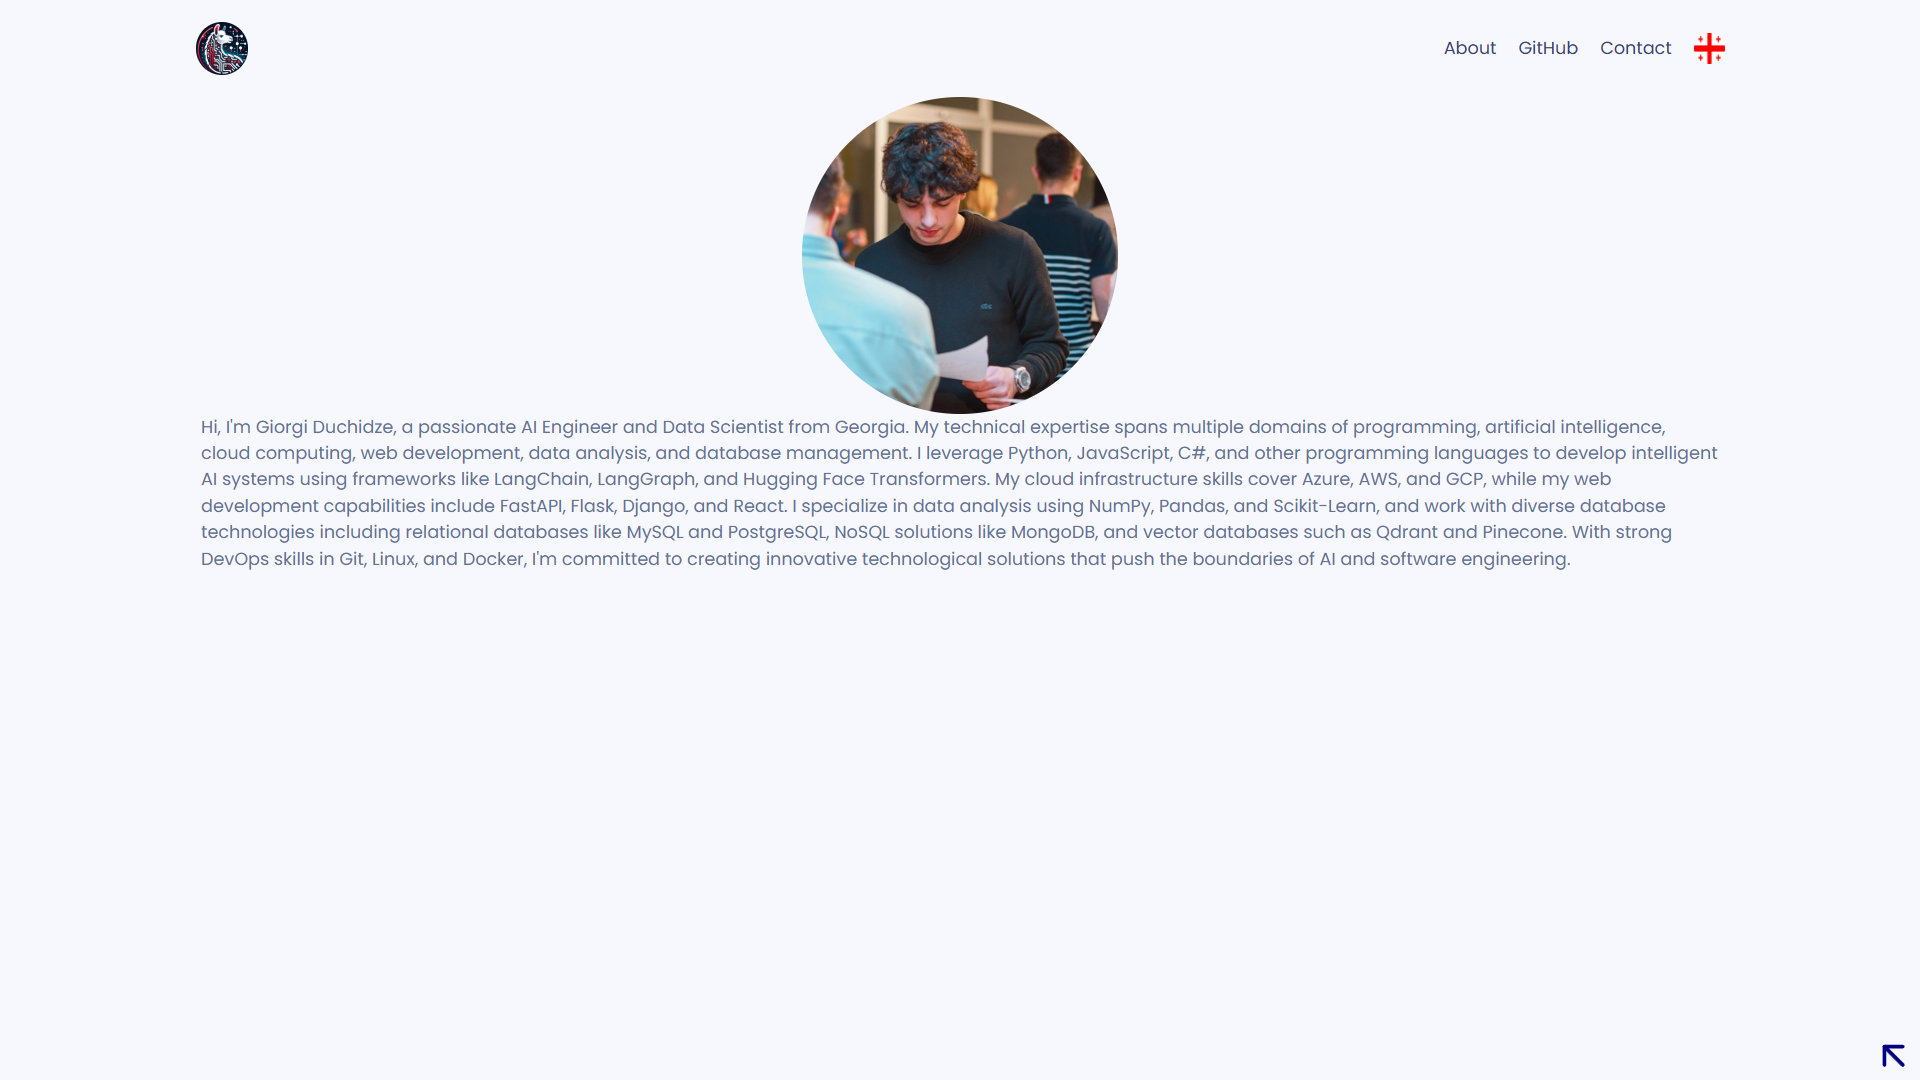 About GitHub Contact
Hi, I'm Giorgi Duchidze, a passionate AI Engineer and Data Scientist from Georgia. My technical expertise spans multiple domains of programming, artificial intelligence,
cloud computing, web development, data analysis, and database management. I leverage Python, JavaScript, C#, and other programming languages to develop intelligent
AI systems using frameworks like LangChain, LangGraph, and Hugging Face Transformers. My cloud infrastructure skills cover Azure, AWS, and GCP, while my web
development capabilities include FastAPI, Flask, Django, and React. I specialize in data analysis using NumPy, Pandas, and Scikit-Learn, and work with diverse database
technologies including relational databases like MySQL and PostgreSQL, NoSQL solutions like MongoDB, and vector databases such as Qdrant and Pinecone. With strong
DevOps skills in Git, Linux, and Docker, I'm committed to creating innovative technological solutions that push the boundaries of AI and software engineering.